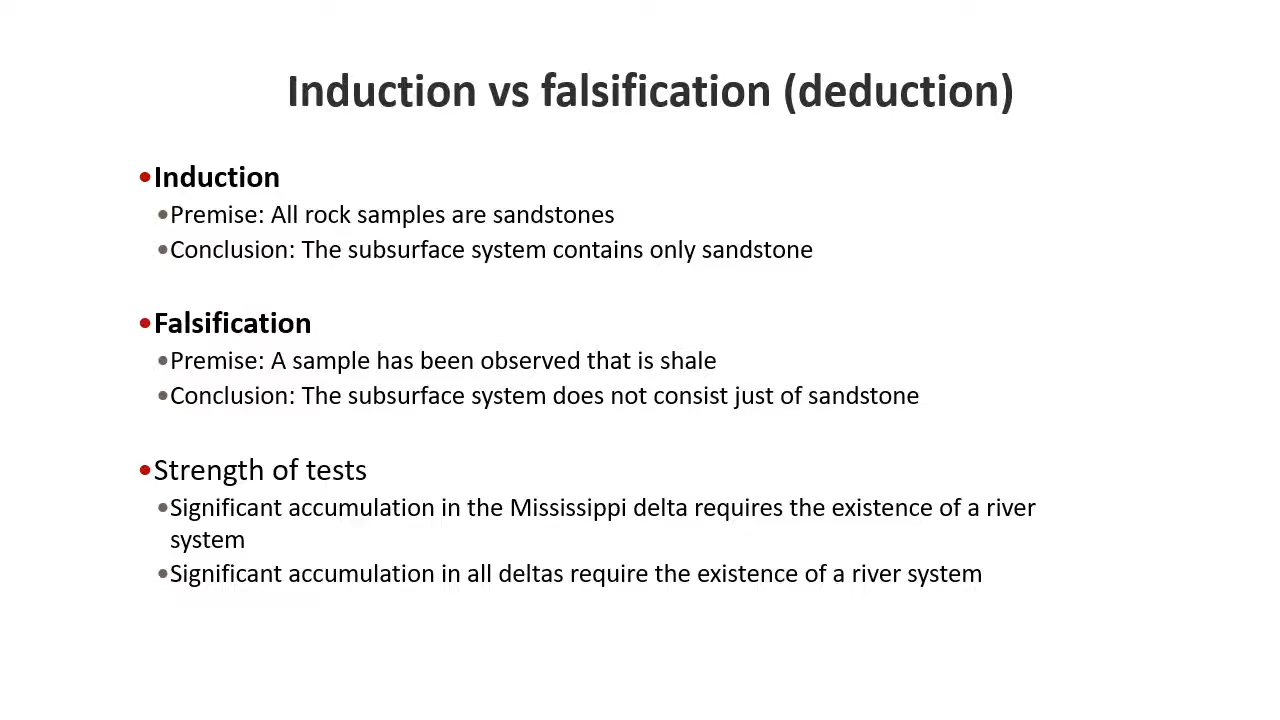 Induction vs falsification (deduction)
•Induction
•Premise: All rock samples are sandstones
•Conclusion: The subsurface system contains only sandstone
•Falsification
•Premise: A sample has been observed that is shale
•Conclusion: The subsurface system does not consist just of sandstone
•Strength of tests
•Significant accumulation in the Mississippi delta requires the existence of a river
system
•Significant accumulation in all deltas require the existence of a river system